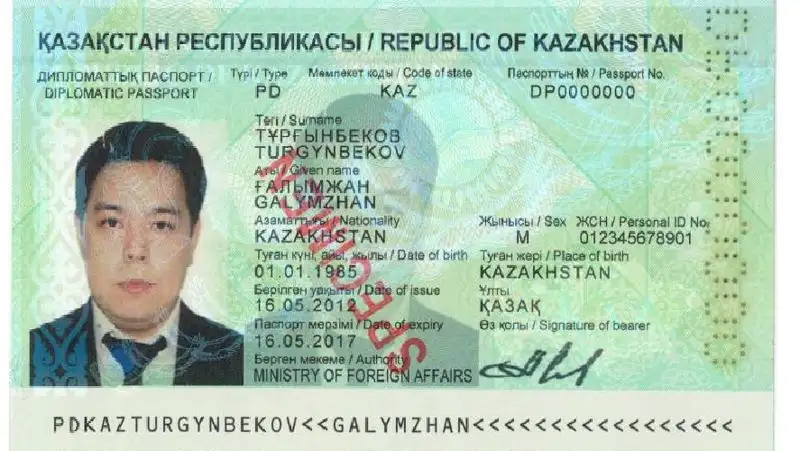 ҚАЗАҚСТАН РЕСПУБЛИКАСЫ / REPUBLIC OF KAZAKHSTAN
ДИПЛОМАТТЫҚ ПАСПОРТ / Түрі / Type Мемлекет коды / Code of state Паспорттың № / Passport No.
DIPLOMATIC PASSPORT PD KAZ DP0000000
Тегі / Surname
ТҰРҒЫНБЕКОВ
TURGYNBEKOV
Аты / Given name
ҒАЛЫМЖАН
GALYMZHAN
Азаматтығы / Nationality Жынысы / Sex ЖСН / Personal ID No.
KAZAKHSTAN M 012345678901
Туған күні, айы, жылы / Date of birth Туған жері / Place of birth
01.01.1985 KAZAKHSTAN
Берілген уақыты / Date of issue Ұлты
16.05.2012 ҚАЗАҚ
Паспорт мерзімі / Date of expiry Өз қолы / Signature of bearer
16.05.2017
Берген мекеме / Authority
MINISTRY OF FOREIGN AFFAIRS
SPECIMEN
PDKAZTURGYNBEKOV<<GALYMZHAN<<<<<<<<<<<<<<<<<